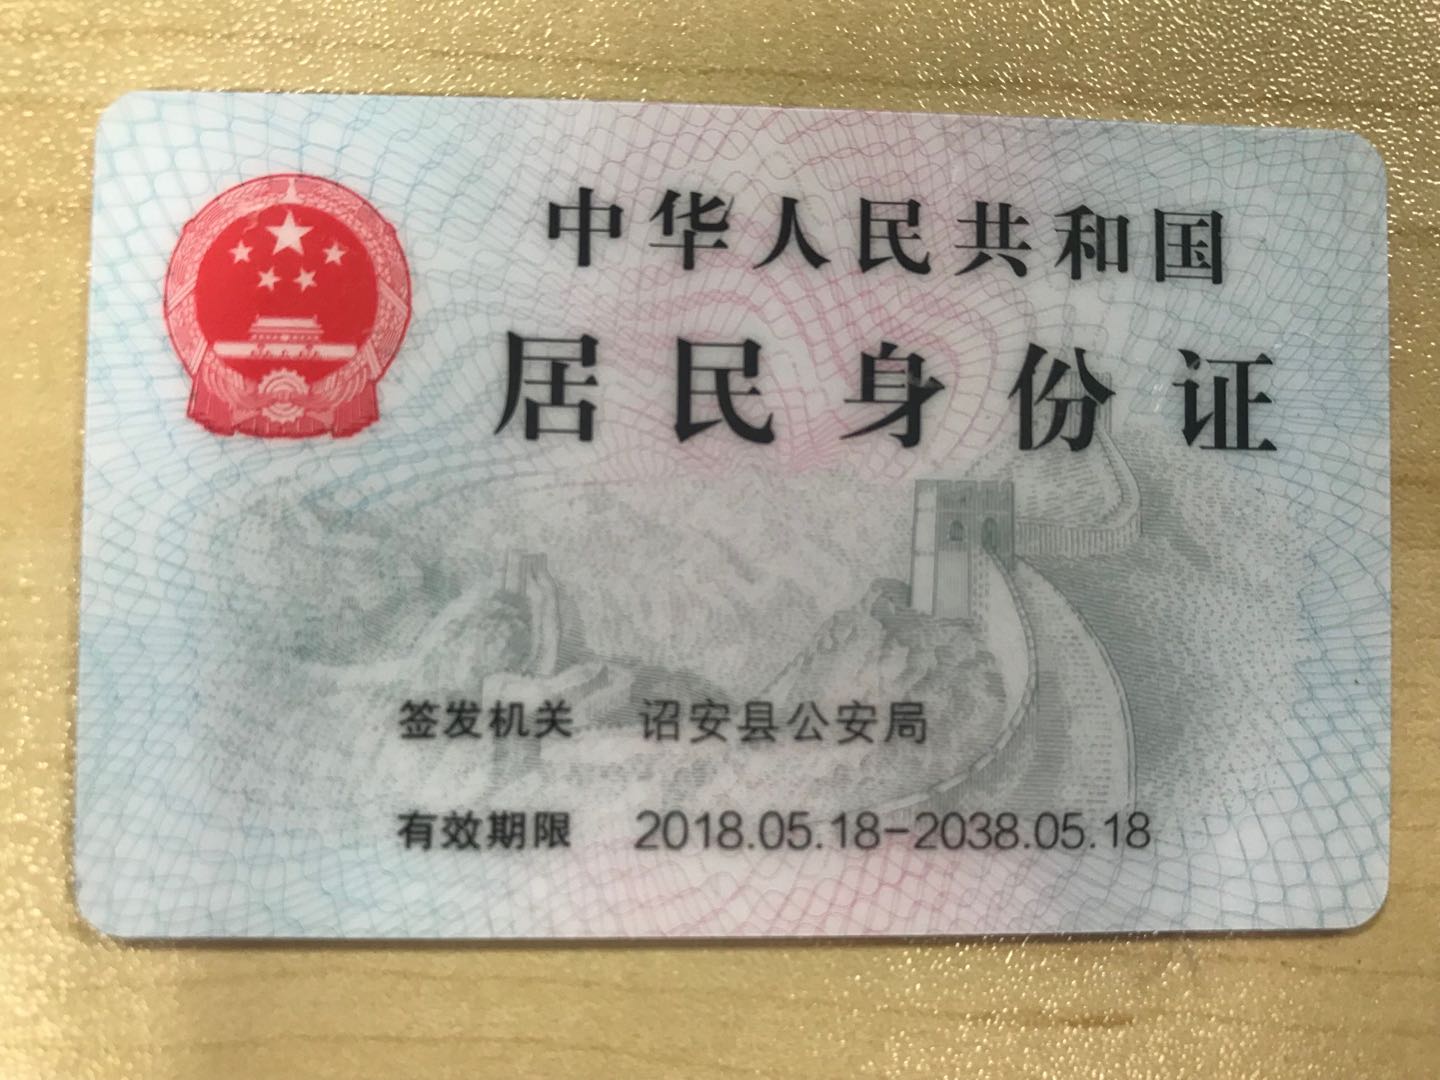 中华人民共和国
居民身份证
签发机关 诏安县公安局
有效期限 2018.05.18-2038.05.18